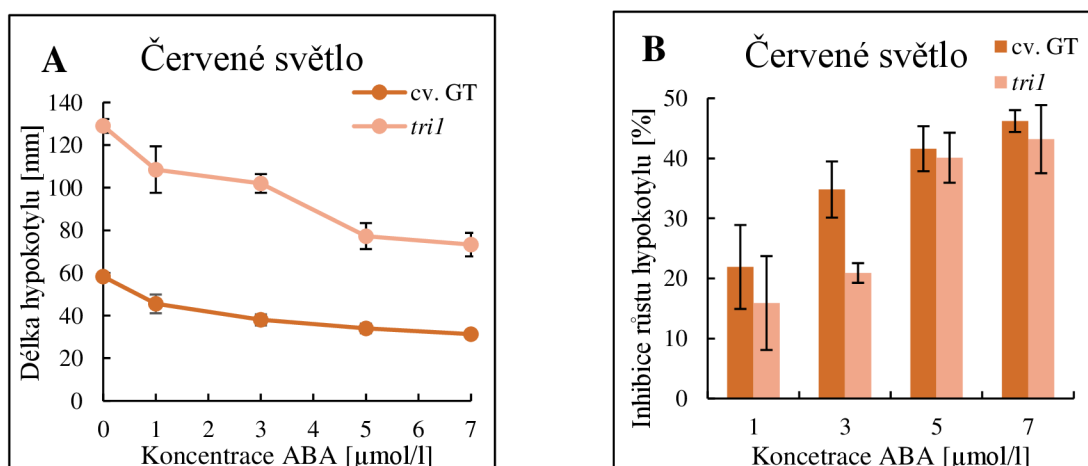 A
Červené světlo
cv. GT
tri1
Délka hypokotylu [mm]
140
120
100
80
60
40
20
0
0 1 2 3 4 5 6 7
Koncentrace ABA [µmol/l]
B
Červené světlo
cv. GT
tri1
Inhibice růstu hypokotylu [%]
50
40
30
20
10
0
1 3 5 7
Koncetrace ABA [µmol/l]